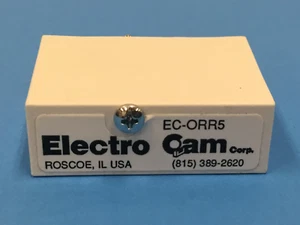 EC-ORR5
Electro Cam Corp.
ROSCOE, IL USA (815) 389-2620